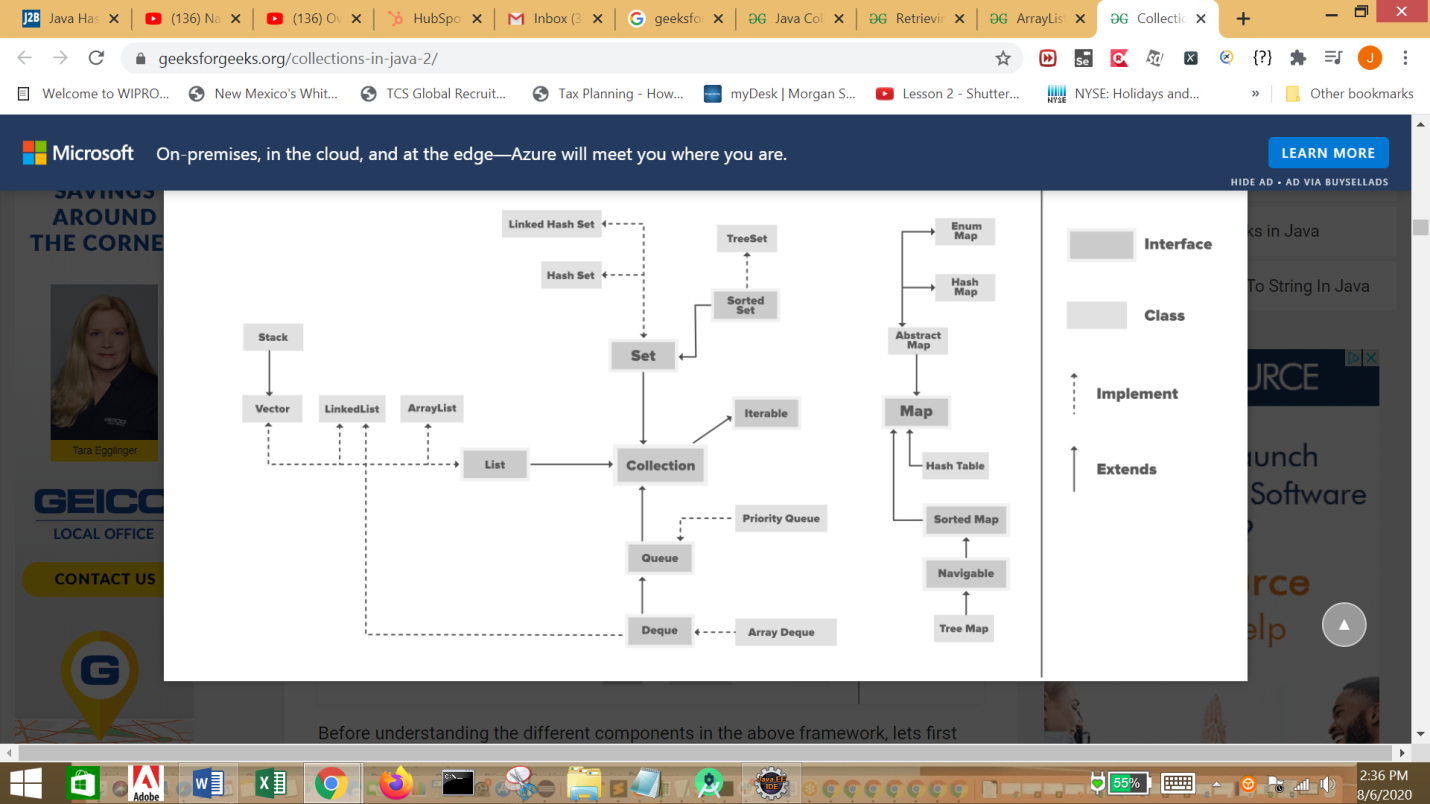 Java Has
(136) Na
(136) Ov
HubSpo
Inbox (3
geeksfor
Java Col
Retrievin
ArrayList
Collectic
geeksforgeeks.org/collections-in-java-2/
Welcome to WIPRO...
New Mexico's Whit...
TCS Global Recruit...
Tax Planning - How...
myDesk | Morgan S...
Lesson 2 - Shutter...
NYSE: Holidays and...
»
Other bookmarks
Microsoft
On-premises, in the cloud, and at the edge—Azure will meet you where you are.
LEARN MORE
HIDE AD • AD VIA BUYSELLADS
SAVINGS
AROUND
THE CORNE
Tara Egglinger
GEICO
LOCAL OFFICE
CONTACT US
G
Linked Hash Set
Hash Set
TreeSet
Sorted
Set
Set
Stack
Vector
LinkedList
ArrayList
List
Collection
Iterable
Priority Queue
Queue
Deque
Array Deque
Enum
Map
Hash
Map
Abstract
Map
Map
Hash Table
Sorted Map
Navigable
Tree Map
Interface
Class
Implement
Extends
ks in Java
To String In Java
URCE
aunch
Software
?
rce
elp
Before understanding the different components in the above framework, lets first
Adobe
55%
2:36 PM
8/6/2020